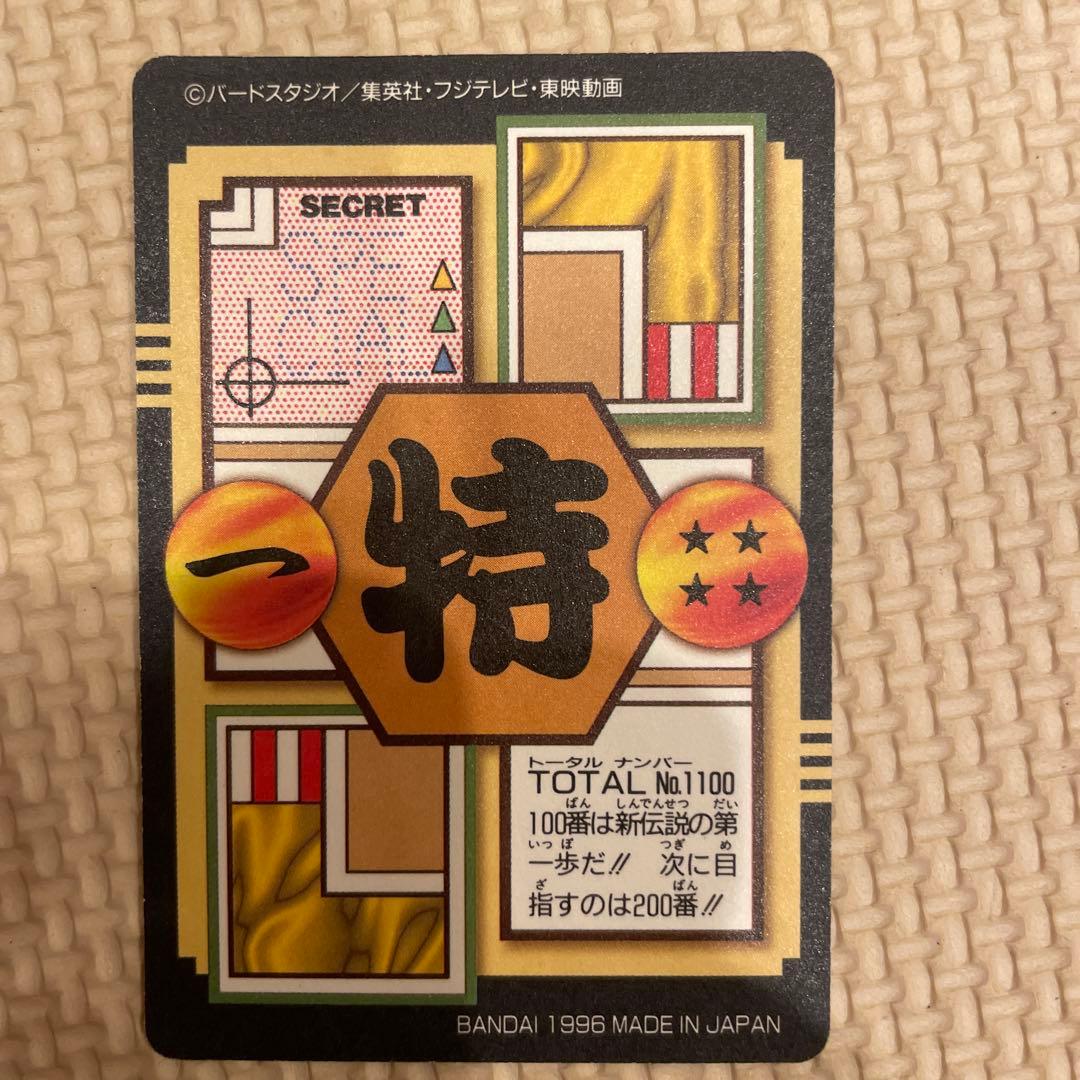 ©バードスタジオ／集英社・フジテレビ・東映動画
SECRET
SPE
CIAL
一
特
トータル ナンバー
TOTAL No.1100
ばん しんでんせつ だい
100番は新伝説の第
いっぽ つぎ め
一歩だ!! 次に目
ざ ばん
指すのは200番!!
BANDAI 1996 MADE IN JAPAN